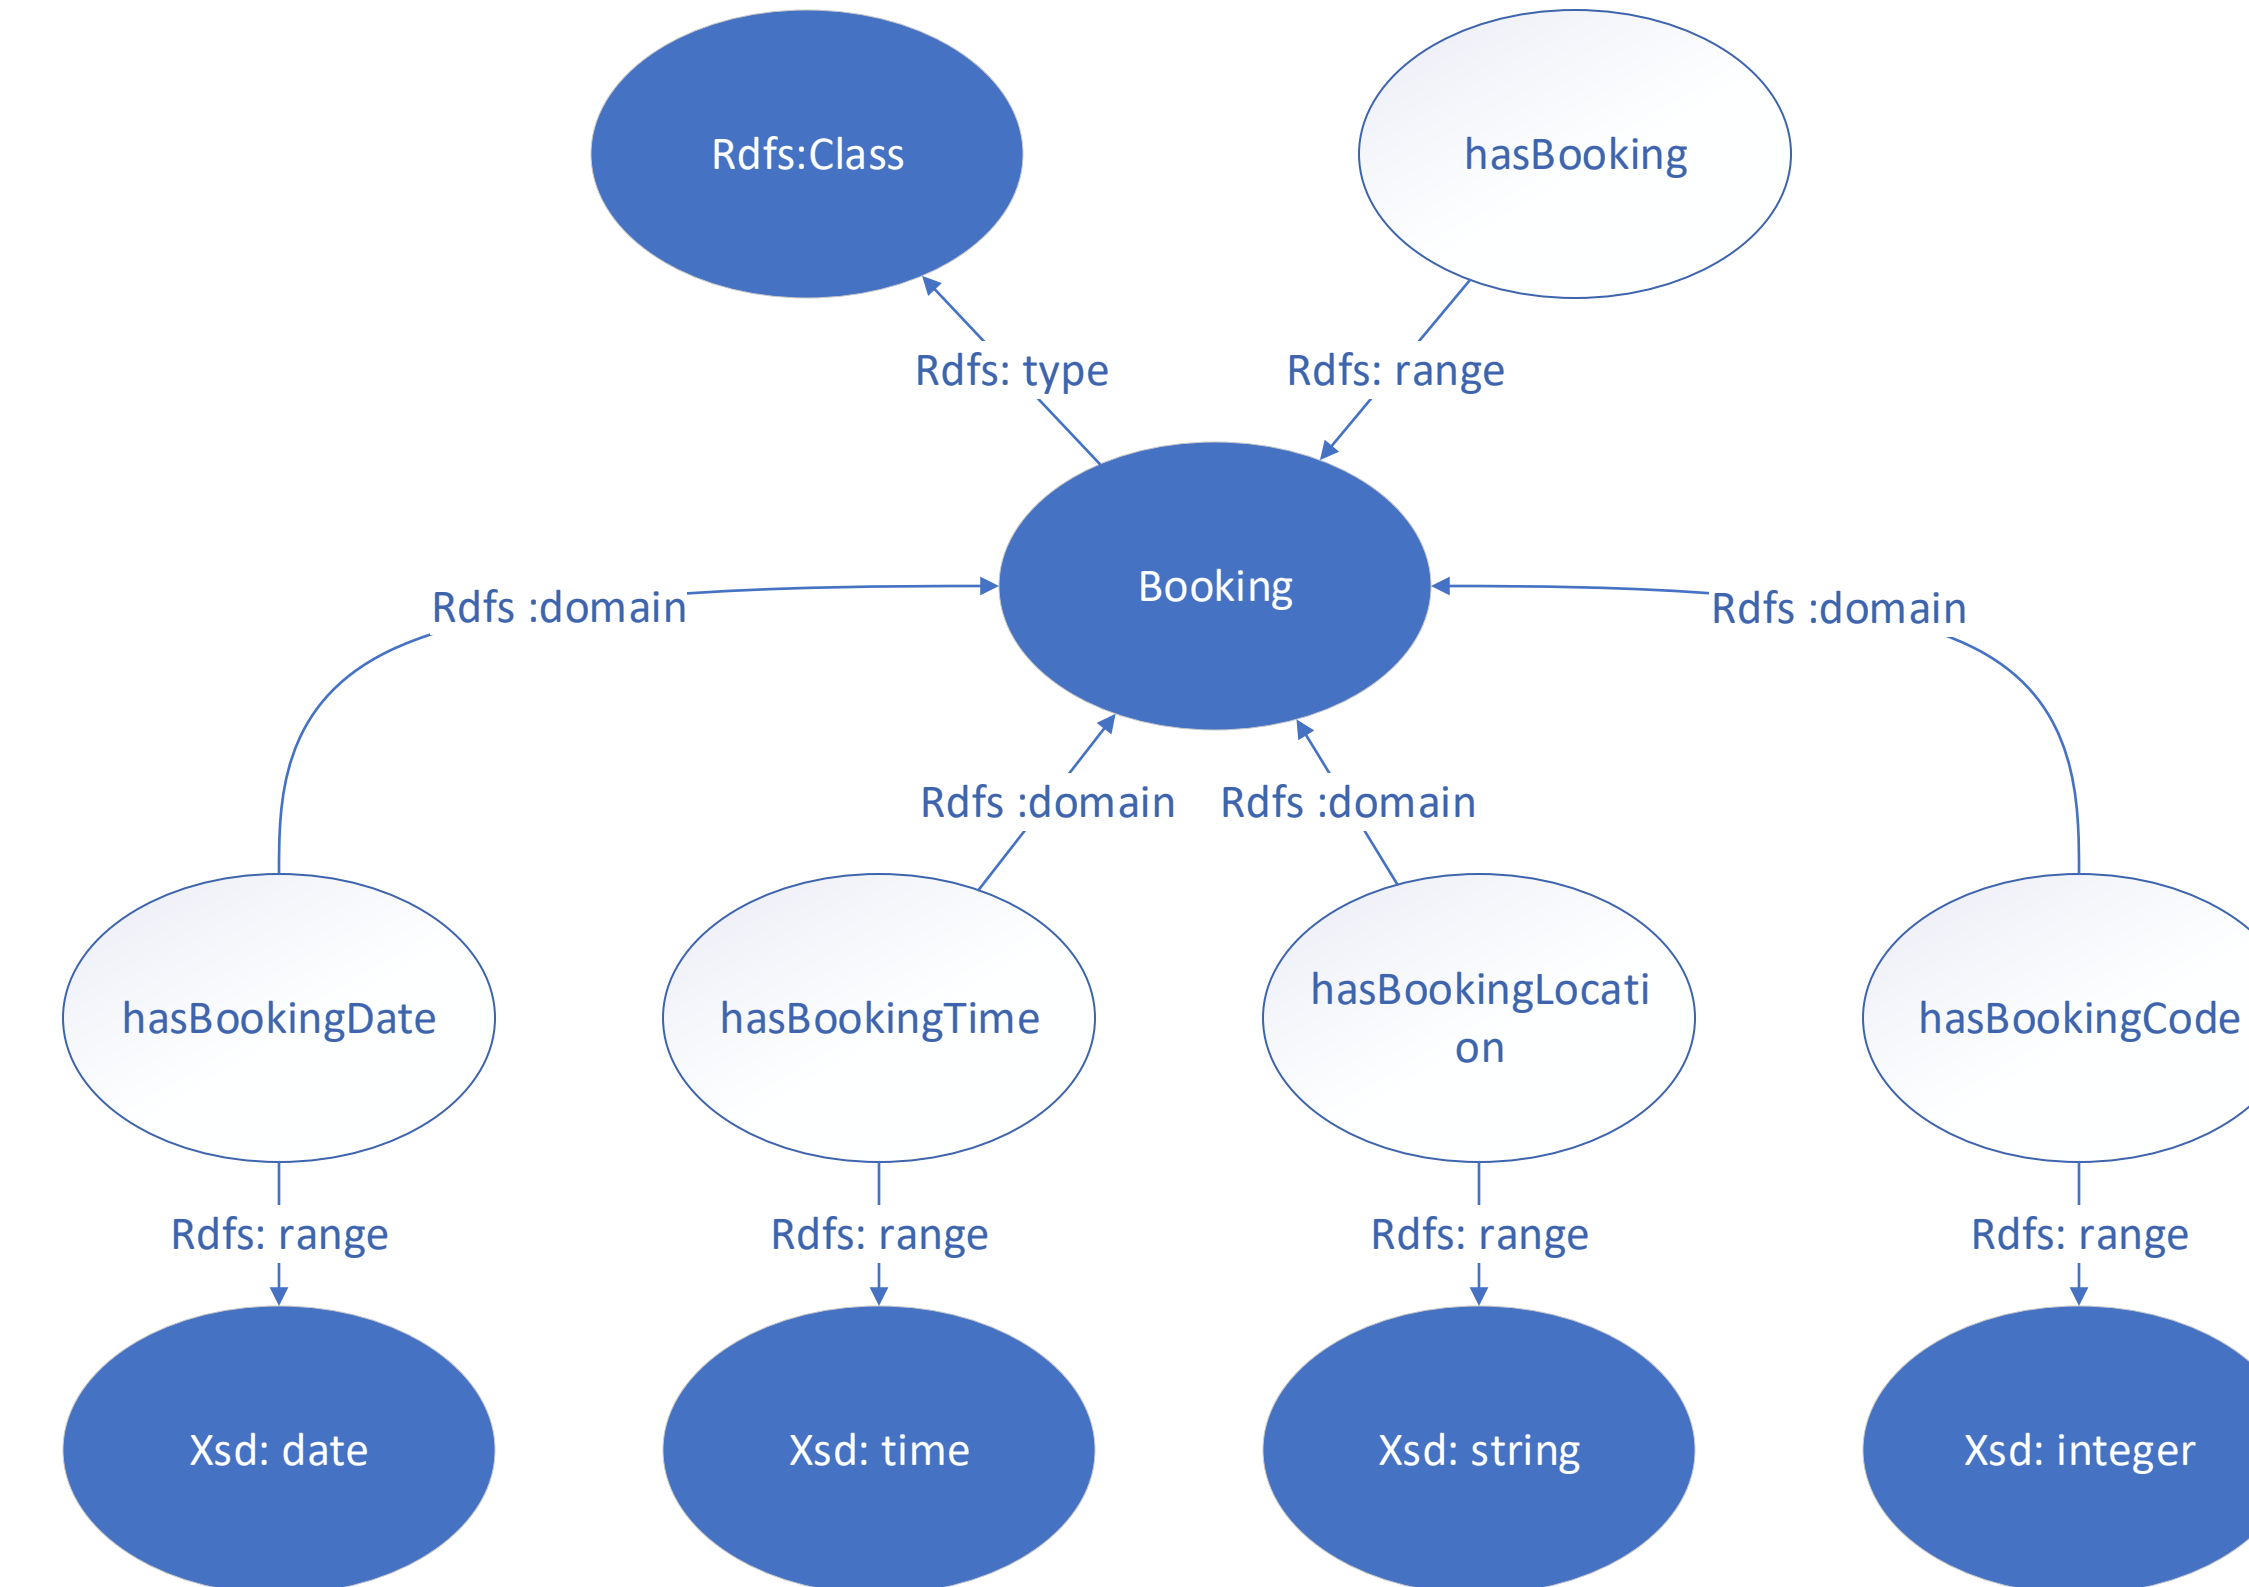 Rdfs:Class
hasBooking
Rdfs: type
Rdfs: range
Booking
Rdfs :domain
Rdfs :domain
Rdfs :domain
Rdfs :domain
hasBookingDate
hasBookingTime
hasBookingLocati
on
hasBookingCode
Rdfs: range
Rdfs: range
Rdfs: range
Rdfs: range
Xsd: date
Xsd: time
Xsd: string
Xsd: integer